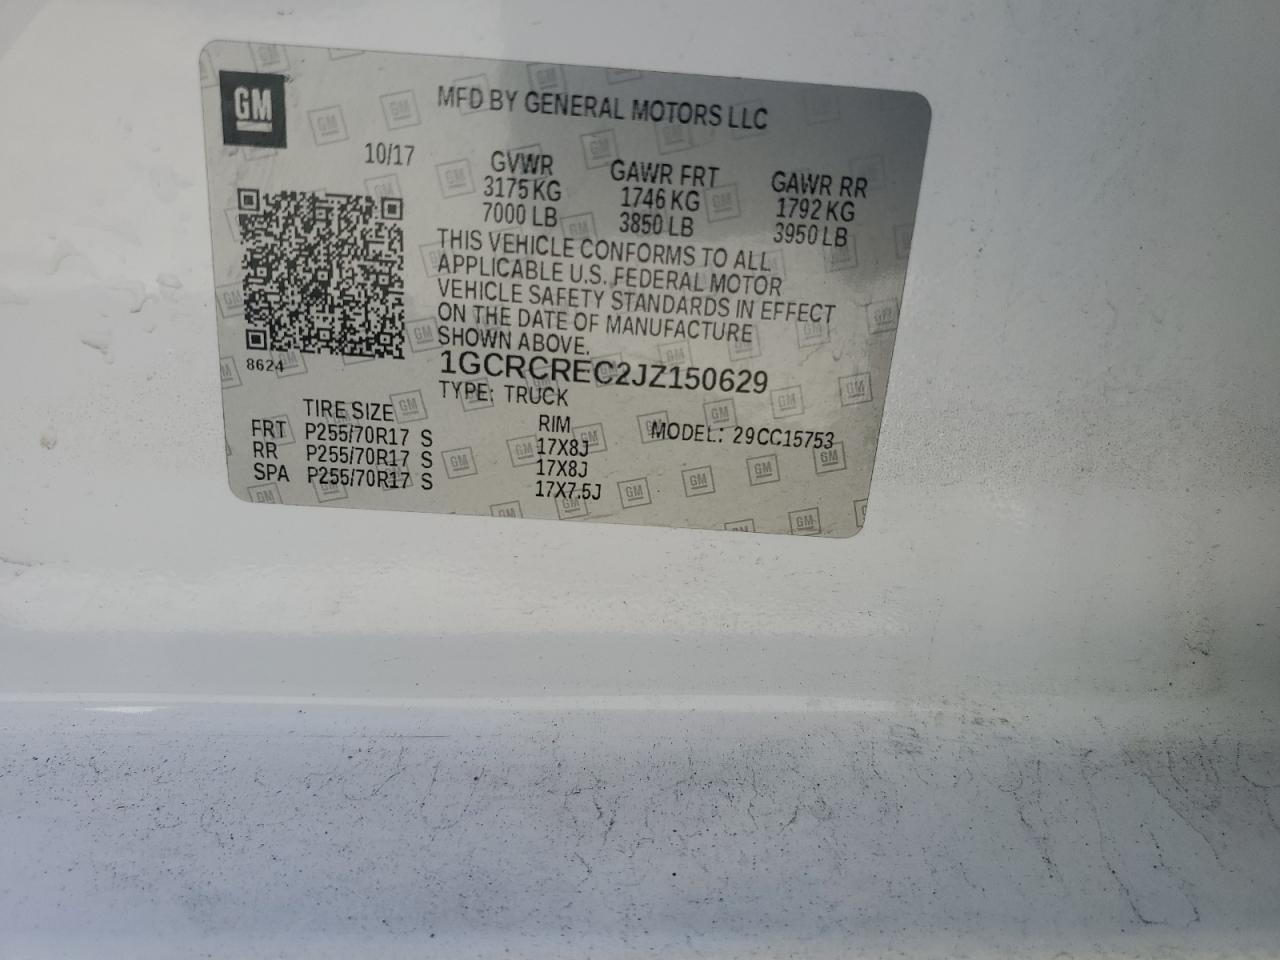 GM
MFD BY GENERAL MOTORS LLC
10/17
GVWR GAWR FRT GAWR RR
3175 KG 1746 KG 1792 KG
7000 LB 3850 LB 3950 LB
THIS VEHICLE CONFORMS TO ALL
APPLICABLE U.S. FEDERAL MOTOR
VEHICLE SAFETY STANDARDS IN EFFECT
ON THE DATE OF MANUFACTURE
SHOWN ABOVE.
8624
1GCRCREC2JZ150629
TYPE: TRUCK
TIRE SIZE RIM MODEL: 29CC15753
FRT P255/70R17 S 17X8J
RR P255/70R17 S 17X8J
SPA P255/70R17 S 17X7.5J